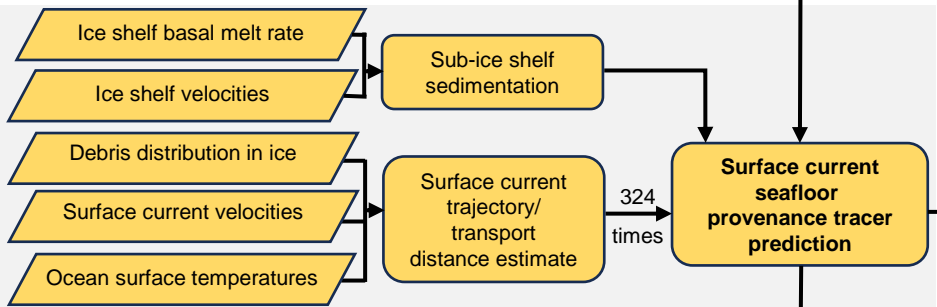 Ice shelf basal melt rate
Ice shelf velocities
Sub-ice shelf
sedimentation
Debris distribution in ice
Surface current velocities
Ocean surface temperatures
Surface current
trajectory/
transport
distance estimate
324
times
Surface current
seafloor
provenance tracer
prediction